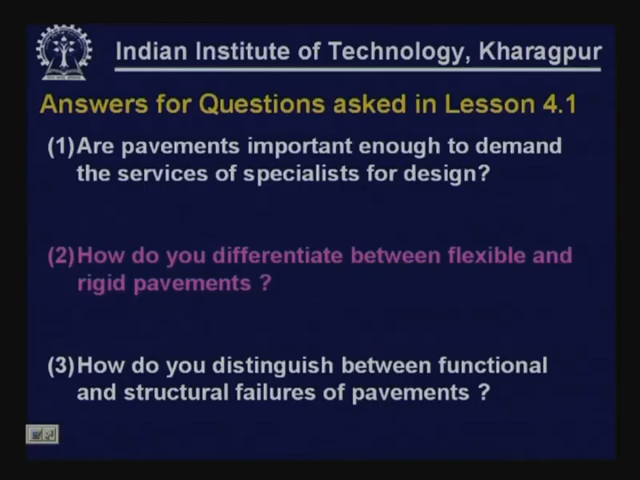 Indian Institute of Technology, Kharagpur
Answers for Questions asked in Lesson 4.1
(1)Are pavements important enough to demand
the services of specialists for design?
(2)How do you differentiate between flexible and
rigid pavements ?
(3)How do you distinguish between functional
and structural failures of pavements ?